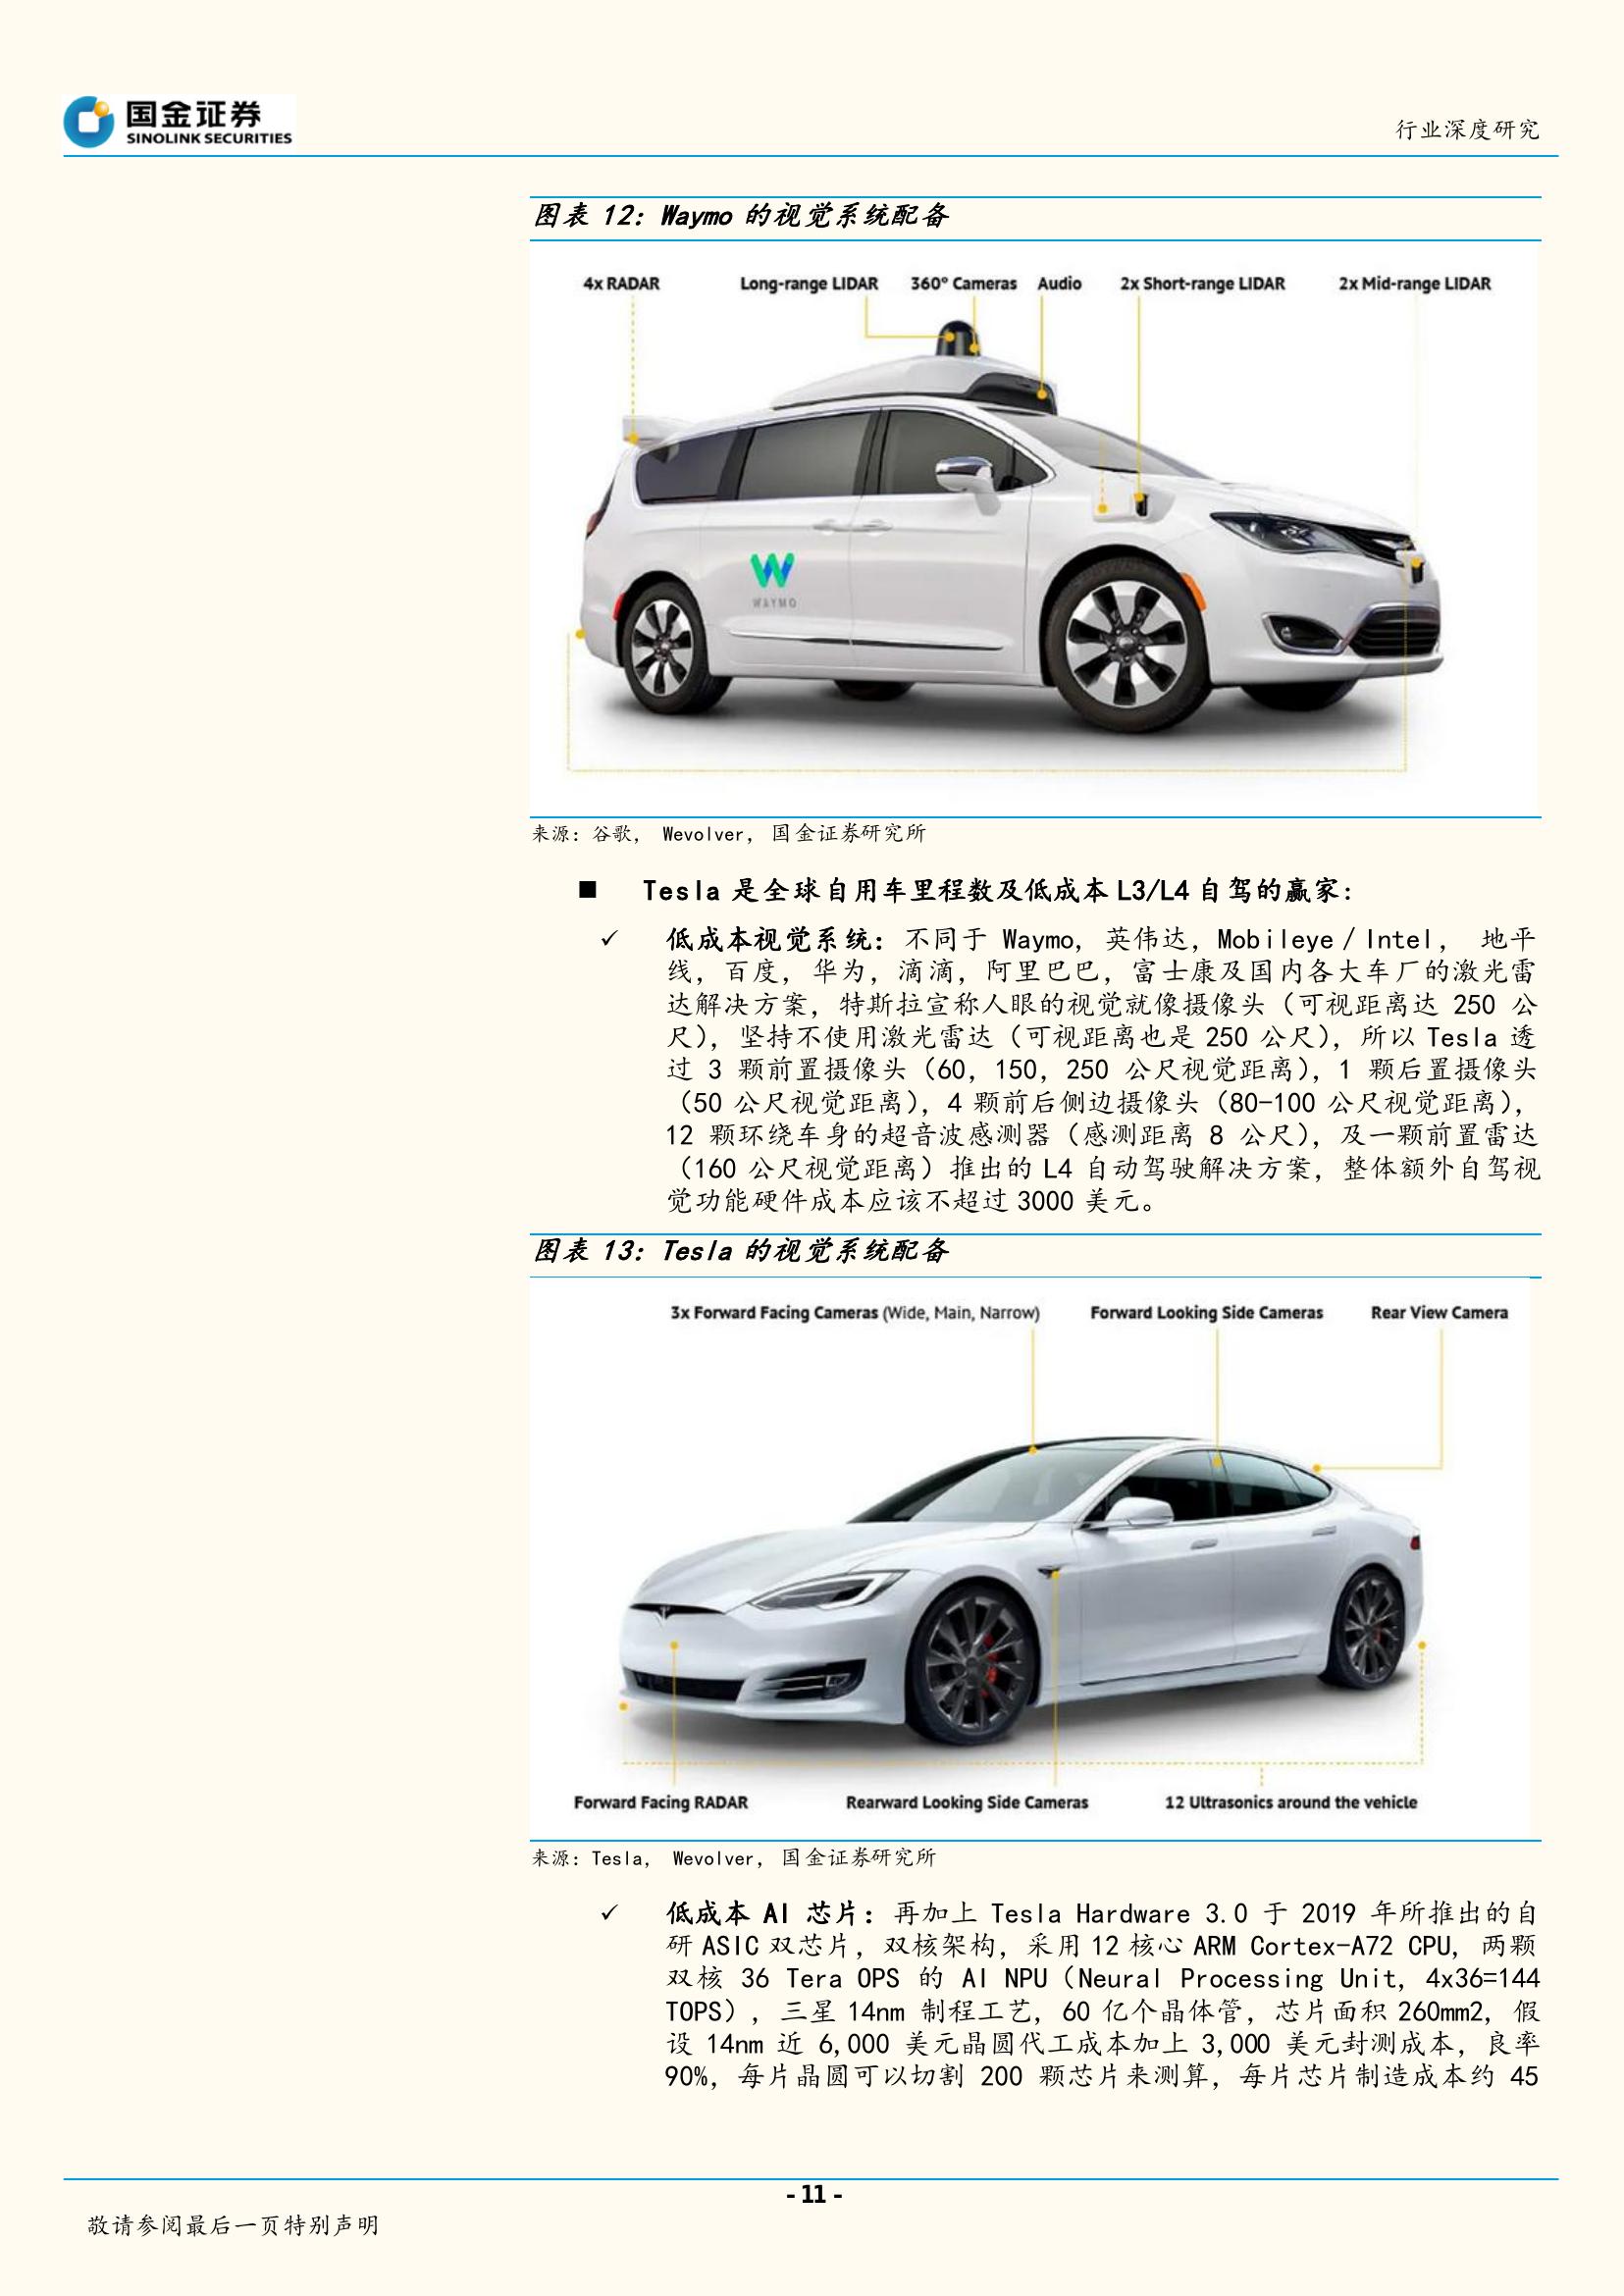 国金证券
SINOLINK SECURITIES
行业深度研究
图表 12：Waymo 的视觉系统配备
4x RADAR Long-range LIDAR 360° Cameras Audio 2x Short-range LIDAR 2x Mid-range LIDAR
WAYMO
来源：谷歌， Wevolver，国金证券研究所
■ Tesla 是全球自用车里程数及低成本 L3/L4 自驾的赢家：
✓ 低成本视觉系统：不同于 Waymo，英伟达，Mobileye／Intel， 地平
线，百度，华为，滴滴，阿里巴巴，富士康及国内各大车厂的激光雷
达解决方案，特斯拉宣称人眼的视觉就像摄像头（可视距离达 250 公
尺），坚持不使用激光雷达（可视距离也是 250 公尺），所以 Tesla 透
过 3 颗前置摄像头（60，150，250 公尺视觉距离），1 颗后置摄像头
（50 公尺视觉距离），4 颗前后侧边摄像头（80-100 公尺视觉距离），
12 颗环绕车身的超音波感测器（感测距离 8 公尺），及一颗前置雷达
（160 公尺视觉距离）推出的 L4 自动驾驶解决方案，整体额外自驾视
觉功能硬件成本应该不超过 3000 美元。
图表 13：Tesla 的视觉系统配备
3x Forward Facing Cameras (Wide, Main, Narrow) Forward Looking Side Cameras Rear View Camera
Forward Facing RADAR Rearward Looking Side Cameras 12 Ultrasonics around the vehicle
来源：Tesla， Wevolver，国金证券研究所
✓ 低成本 AI 芯片：再加上 Tesla Hardware 3.0 于 2019 年所推出的自
研 ASIC 双芯片，双核架构，采用 12 核心 ARM Cortex-A72 CPU，两颗
双核 36 Tera OPS 的 AI NPU（Neural Processing Unit, 4x36=144
TOPS），三星 14nm 制程工艺，60 亿个晶体管，芯片面积 260mm2，假
设 14nm 近 6,000 美元晶圆代工成本加上 3,000 美元封测成本，良率
90%，每片晶圆可以切割 200 颗芯片来测算，每片芯片制造成本约 45
- 11 -
敬请参阅最后一页特别声明